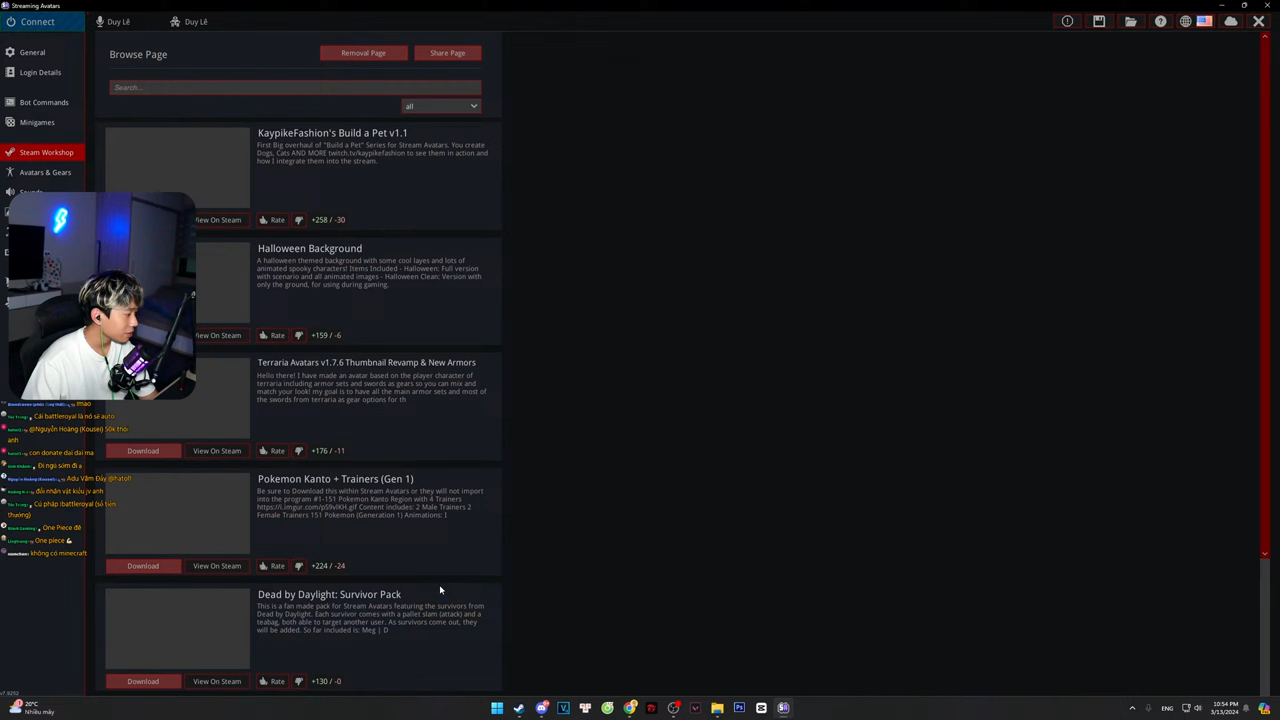 Streaming Avatars
Connect
Duy Lê
Duy Lê
General
Login Details
Bot Commands
Minigames
Steam Workshop
Avatars & Gears
Browse Page
Removal Page
Share Page
Search...
all
KaypikeFashion's Build a Pet v1.1
First Big overhaul of "Build a Pet" Series for Stream Avatars. You create
Dogs, Cats AND MORE twitch.tv/kaypikefashion to see them in action and
how I integrate them into the stream.
View On Steam
Rate
+258 / -30
Halloween Background
A halloween themed background with some cool layes and lots of
animated spooky characters! Items Included - Halloween: Full version
with scenario and all animated images - Halloween Clean: Version with
only the ground, for using during gaming.
View On Steam
Rate
+159 / -6
Terraria Avatars v1.7.6 Thumbnail Revamp & New Armors
Hello there! I have made an avatar based on the player character of
terraria including armor sets and swords as gears so you can mix and
match your look! my goal is to have all the main armor sets and most of
the swords from terraria as gear options for th
Download
View On Steam
Rate
+176 / -11
Pokemon Kanto + Trainers (Gen 1)
Be sure to Download this within Stream Avatars or they will not import
into the program #1-151 Pokemon Kanto Region with 4 Trainers
https://i.imgur.com/p59vIKH.gif Content includes: 2 Male Trainers 2
Female Trainers 151 Pokemon (Generation 1) Animations: I
Download
View On Steam
Rate
+224 / -24
Dead by Daylight: Survivor Pack
This is a fan made pack for Stream Avatars featuring the survivors from
Dead by Daylight. Each survivor comes with a pallet slam (attack) and a
teabag, both able to target another user. As survivors come out, they
will be added. So far included is: Meg | D
Download
View On Steam
Rate
+130 / -0
lmao
Cái battleroyal là nó sẽ auto
@Nguyễn Hoàng (Kousei) 50k thôi
anh
con donate dai dai ma
Đi ngủ sớm đi a
Adu Vâm Đây @hato!!
đổi nhân vật kiểu jv anh
Cú pháp !battleroyal (số tiền
thưởng)
One Piece đê
One piece 💪
không có minecraft
20°C
Nhiều mây
ENG
10:54 PM
3/13/2024